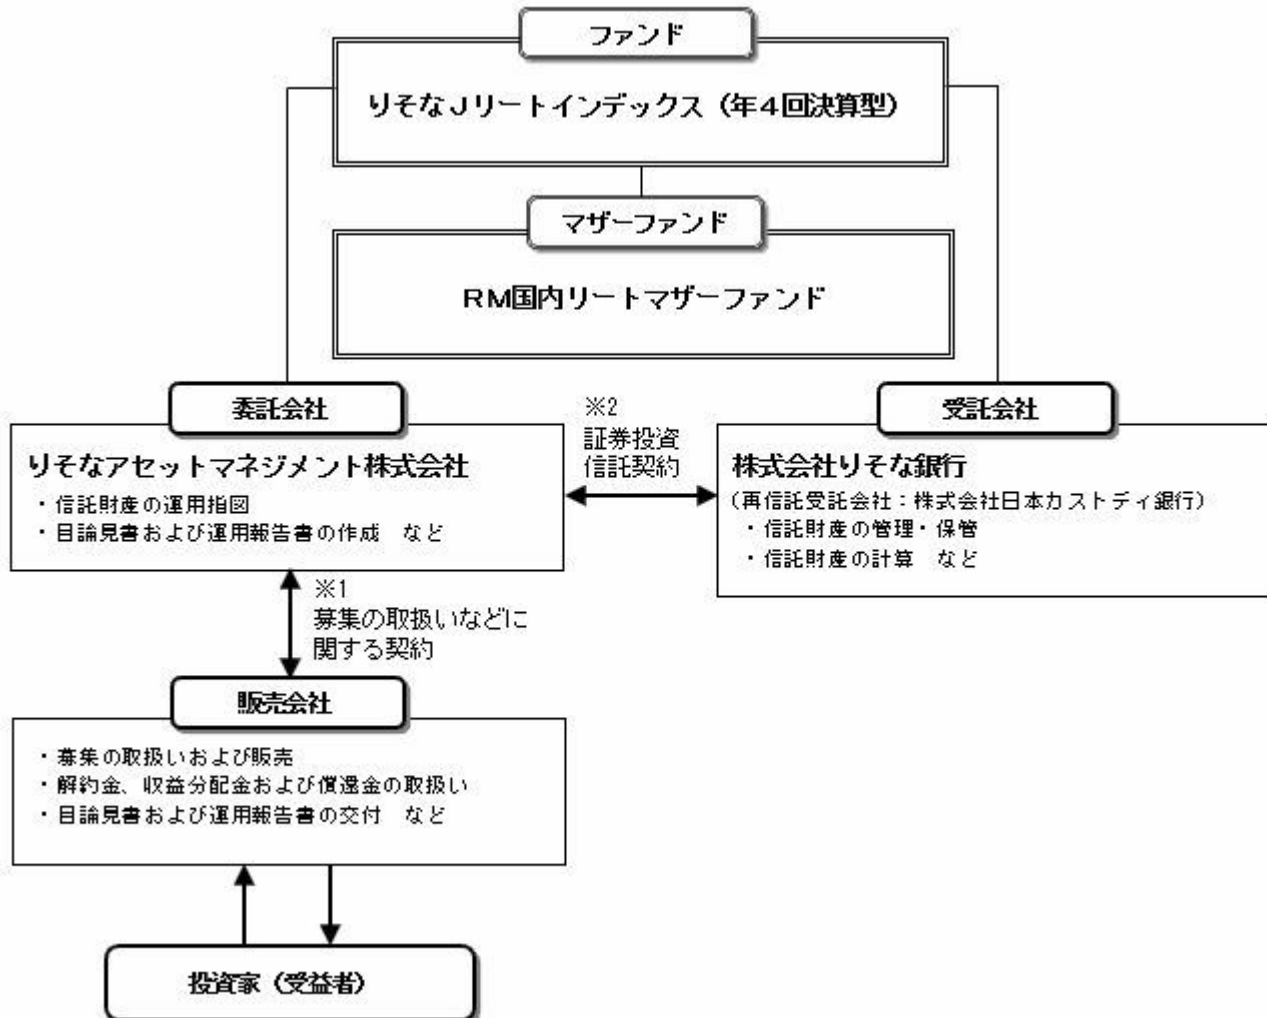 ファンド
りそなJリートインデックス（年4回決算型）
マザーファンド
RM国内リートマザーファンド
委託会社
りそなアセットマネジメント株式会社
・信託財産の運用指図
・目論見書および運用報告書の作成　など
※2
証券投資
信託契約
受託会社
株式会社りそな銀行
（再信託受託会社：株式会社日本カストディ銀行）
・信託財産の管理・保管
・信託財産の計算　など
※1
募集の取扱いなどに
関する契約
販売会社
・募集の取扱いおよび販売
・解約金、収益分配金および償還金の取扱い
・目論見書および運用報告書の交付　など
投資家（受益者）